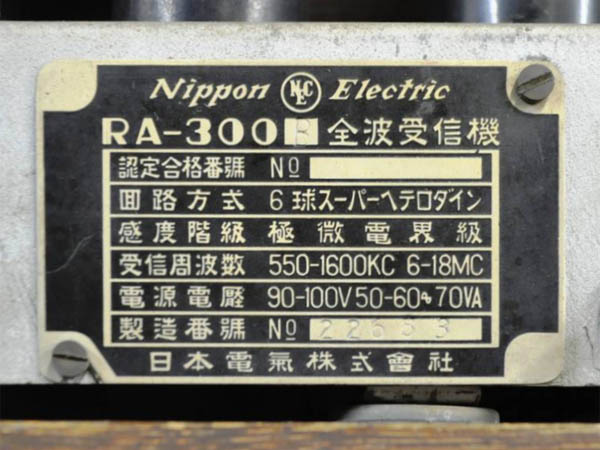 Nippon NEC Electric
RA-300B 全波受信機
認定合格番號 №
囬路方式 6球スーパーヘテロダイン
感度階級 極微電界級
受信周波数 550-1600KC 6-18MC
電源電壓 90-100V 50-60~ 70VA
製造番號 № 22553
日本電氣株式會社